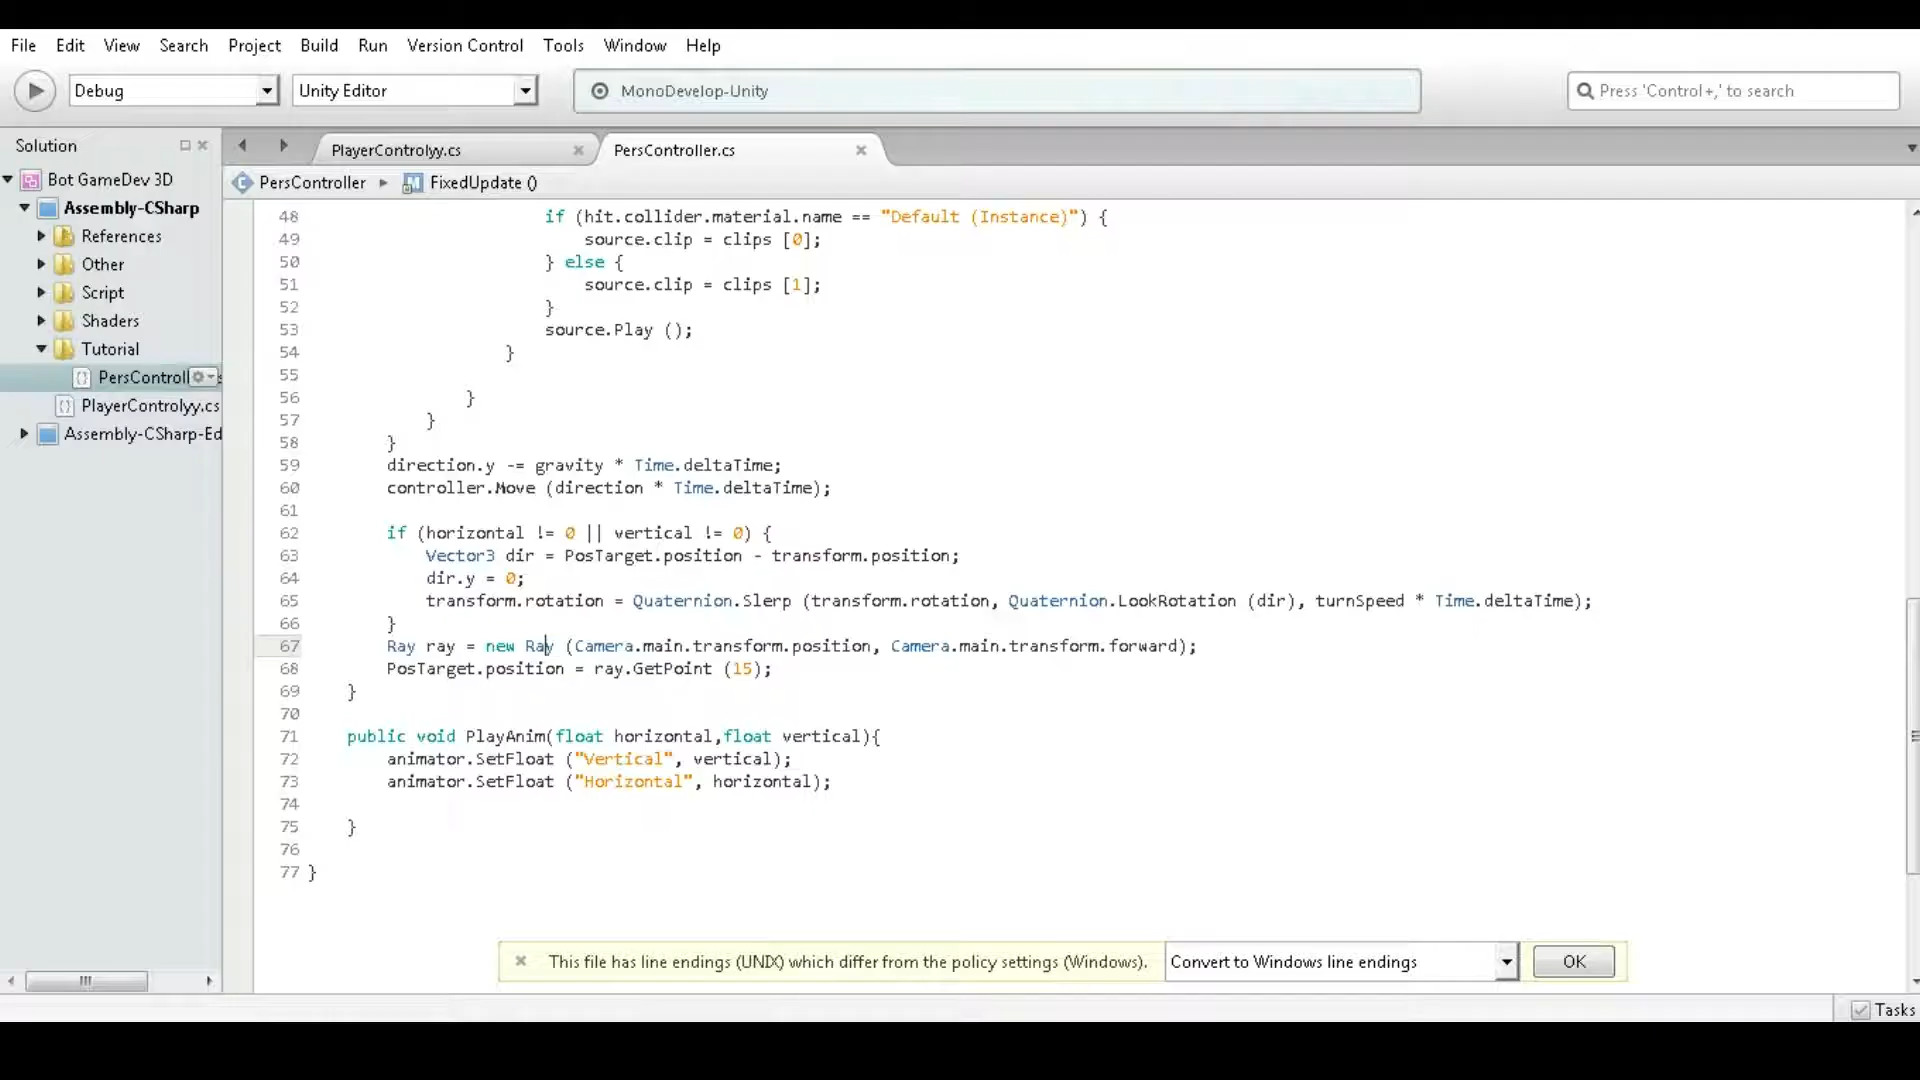 File Edit View Search Project Build Run Version Control Tools Window Help
Debug Unity Editor MonoDevelop-Unity Press 'Control+,' to search
Solution
PlayerControlyy.cs PersController.cs
PersController FixedUpdate ()
Bot GameDev 3D
Assembly-CSharp
References
Other
Script
Shaders
Tutorial
PersControll
PlayerControlyy.cs
Assembly-CSharp-Ed
48 if (hit.collider.material.name == "Default (Instance)") {
49 source.clip = clips [0];
50 } else {
51 source.clip = clips [1];
52 }
53 source.Play ();
54 }
55
56 }
57 }
58 }
59 direction.y -= gravity * Time.deltaTime;
60 controller.Move (direction * Time.deltaTime);
61
62 if (horizontal != 0 || vertical != 0) {
63 Vector3 dir = PosTarget.position - transform.position;
64 dir.y = 0;
65 transform.rotation = Quaternion.Slerp (transform.rotation, Quaternion.LookRotation (dir), turnSpeed * Time.deltaTime);
66 }
67 Ray ray = new Ray (Camera.main.transform.position, Camera.main.transform.forward);
68 PosTarget.position = ray.GetPoint (15);
69 }
70
71 public void PlayAnim(float horizontal,float vertical){
72 animator.SetFloat ("Vertical", vertical);
73 animator.SetFloat ("Horizontal", horizontal);
74
75 }
76
77 }
This file has line endings (UNIX) which differ from the policy settings (Windows). Convert to Windows line endings OK
Tasks